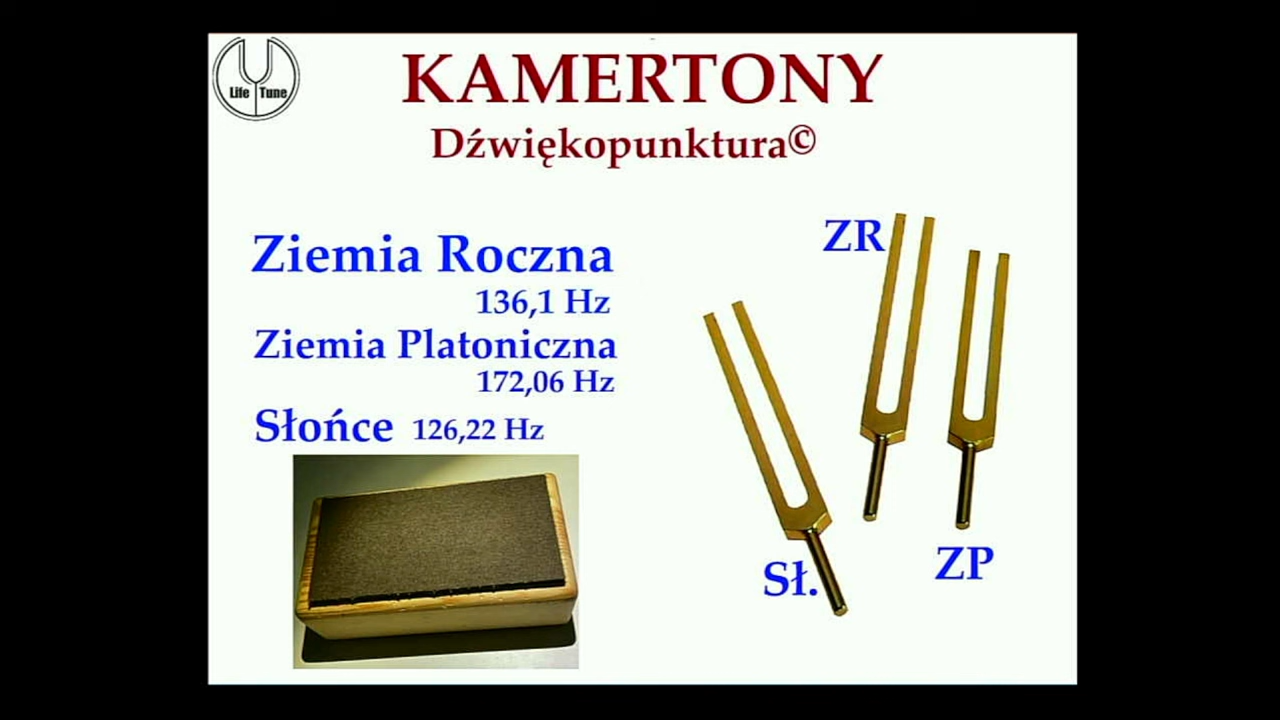 Life Tune
KAMERTONY
Dźwiękopunktura©
Ziemia Roczna
136,1 Hz
Ziemia Platoniczna
172,06 Hz
Słońce 126,22 Hz
ZR
ZP
Sł.